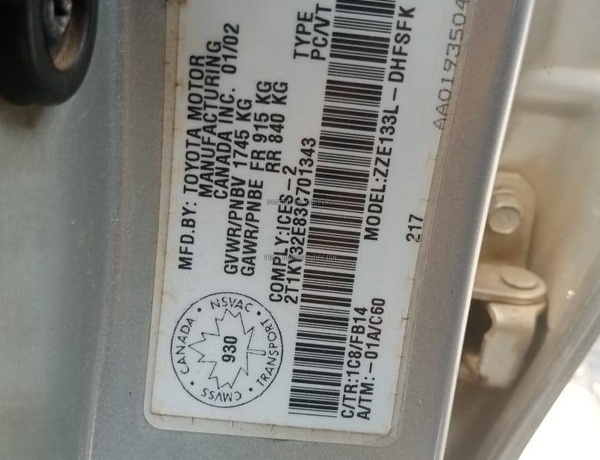 MFD.BY: TOYOTA MOTOR
MANUFACTURING
CANADA INC. 01/02
GVWR/PNBV 1745 KG
GAWR/PNBE FR 915 KG
RR 840 KG
COMPLY:ICES-2
2T1KY32E83C701343
TYPE
PC/VT
MODEL:ZZE133L-DHFSFK
C/TR:1C8/FB14
A/TM:-01A/C60
217
AA0193504
CANADA
NSVAC
TRANSPORT
CMVSS
930